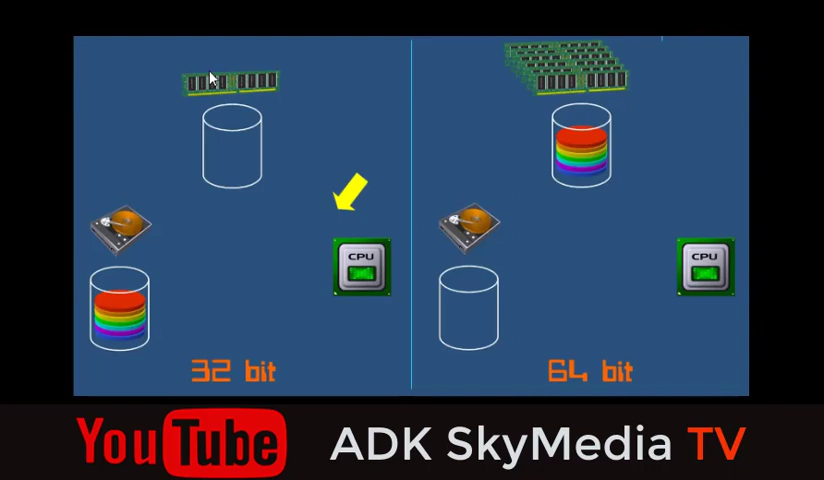 CPU
CPU
32 bit
64 bit
YouTube
ADK SkyMedia TV